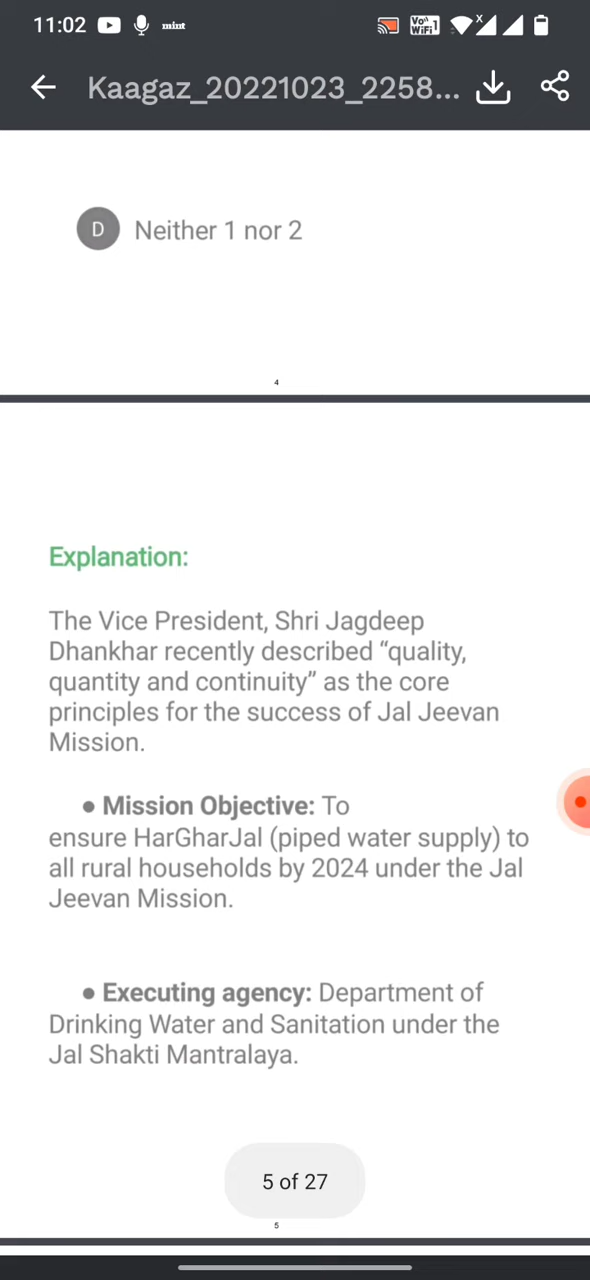 11:02 mint Vo)) WiFi 1 x
Kaagaz_20221023_2258...
D Neither 1 nor 2
4
Explanation:
The Vice President, Shri Jagdeep
Dhankhar recently described “quality,
quantity and continuity” as the core
principles for the success of Jal Jeevan
Mission.
● Mission Objective: To
ensure HarGharJal (piped water supply) to
all rural households by 2024 under the Jal
Jeevan Mission.
● Executing agency: Department of
Drinking Water and Sanitation under the
Jal Shakti Mantralaya.
5 of 27
5